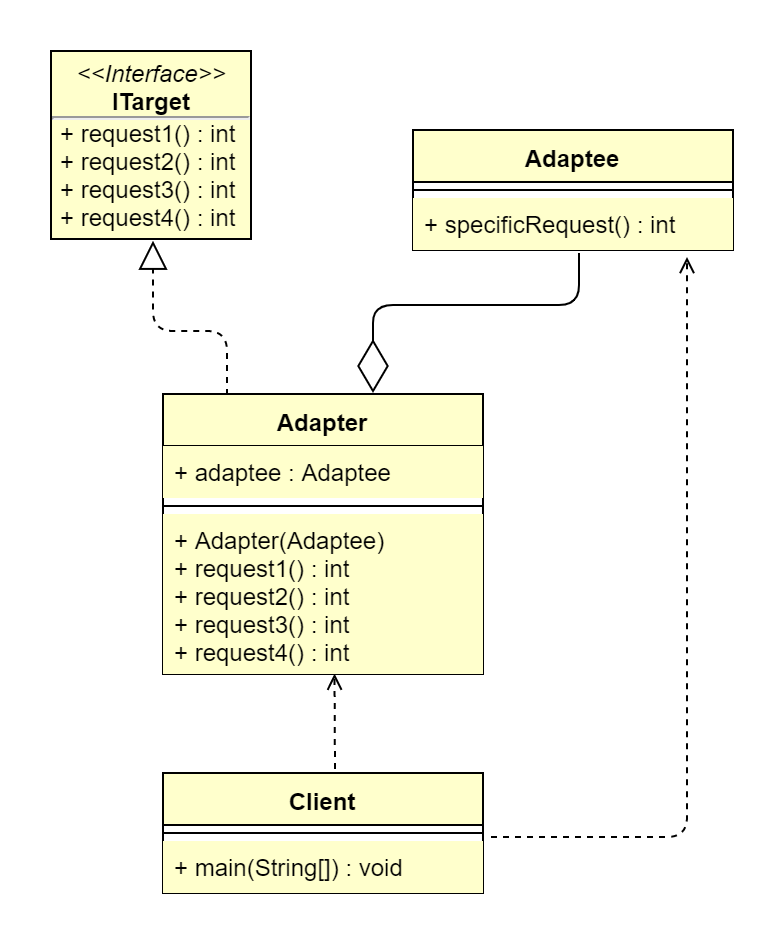 <<Interface>>
ITarget
+ request1() : int
+ request2() : int
+ request3() : int
+ request4() : int
Adaptee
+ specificRequest() : int
Adapter
+ adaptee : Adaptee
+ Adapter(Adaptee)
+ request1() : int
+ request2() : int
+ request3() : int
+ request4() : int
Client
+ main(String[]) : void